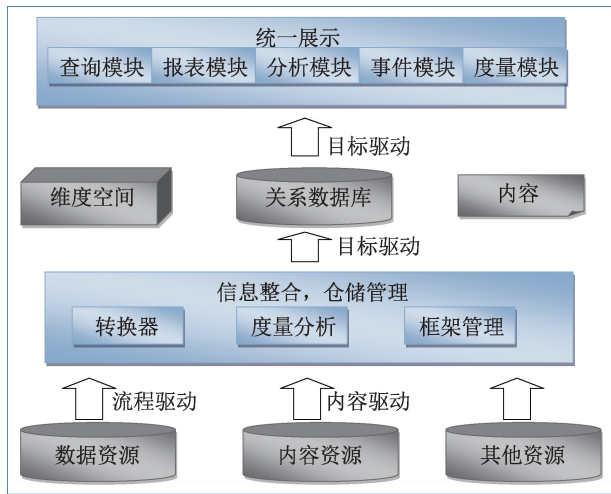 统一展示
查询模块 报表模块 分析模块 事件模块 度量模块
目标驱动
维度空间 关系数据库 内容
目标驱动
信息整合，仓储管理
转换器 度量分析 框架管理
流程驱动 内容驱动
数据资源 内容资源 其他资源